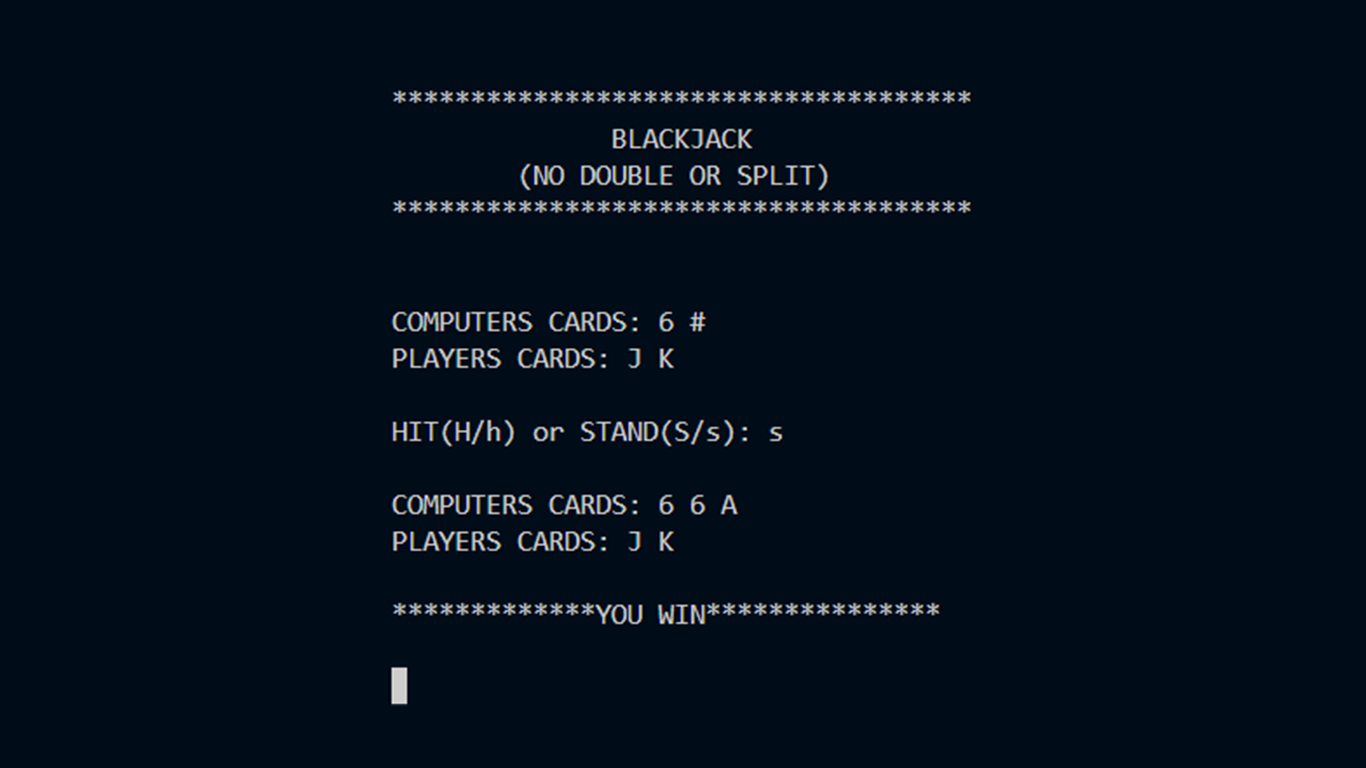 *************************************
BLACKJACK
(NO DOUBLE OR SPLIT)
*************************************
COMPUTERS CARDS: 6 #
PLAYERS CARDS: J K
HIT(H/h) or STAND(S/s): s
COMPUTERS CARDS: 6 6 A
PLAYERS CARDS: J K
*************YOU WIN***************